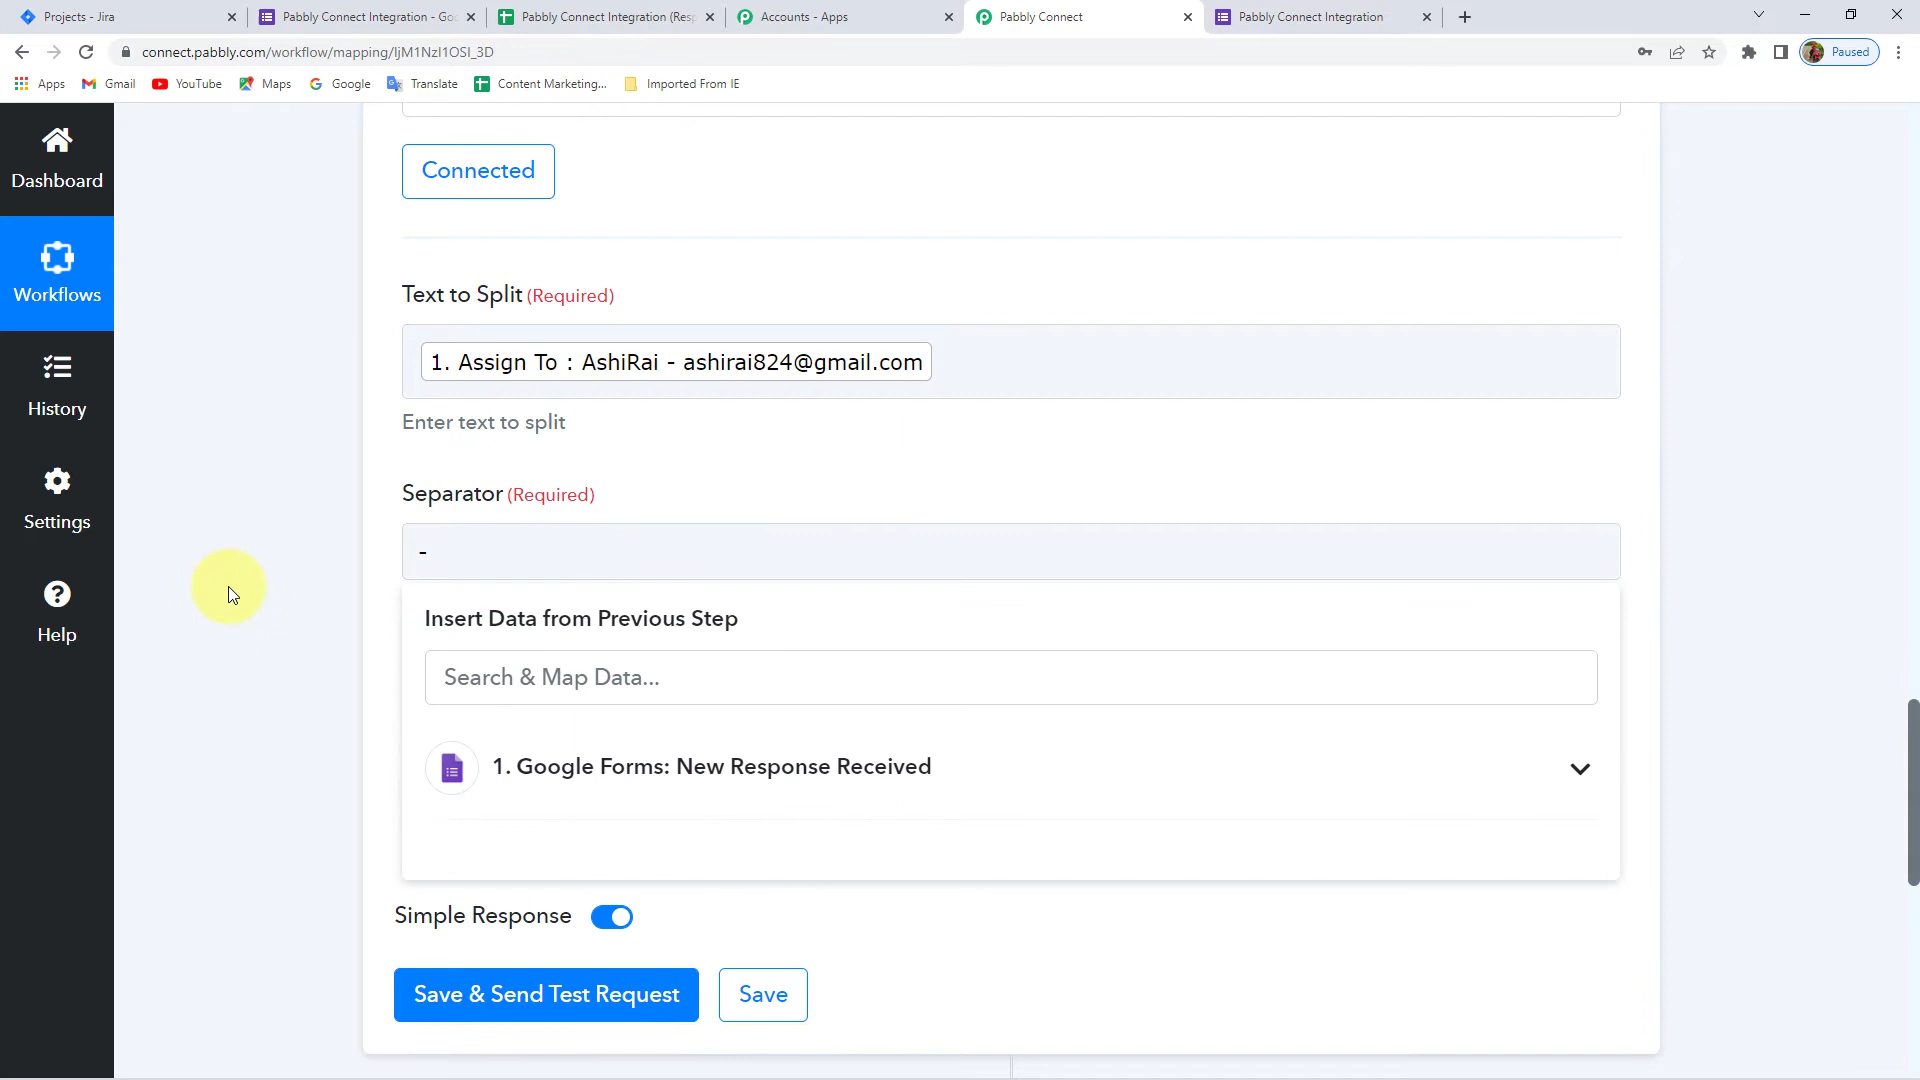 Projects - Jira
Pabbly Connect Integration - Goo
Pabbly Connect Integration (Resp
Accounts - Apps
Pabbly Connect
Pabbly Connect Integration
connect.pabbly.com/workflow/mapping/IjM1NzI1OSI_3D
Paused
Apps
Gmail
YouTube
Maps
Google
Translate
Content Marketing...
Imported From IE
Dashboard
Workflows
History
Settings
Help
Connected
Text to Split (Required)
1. Assign To : AshiRai - ashirai824@gmail.com
Enter text to split
Separator (Required)
-
Insert Data from Previous Step
Search & Map Data...
1. Google Forms: New Response Received
Simple Response
Save & Send Test Request
Save